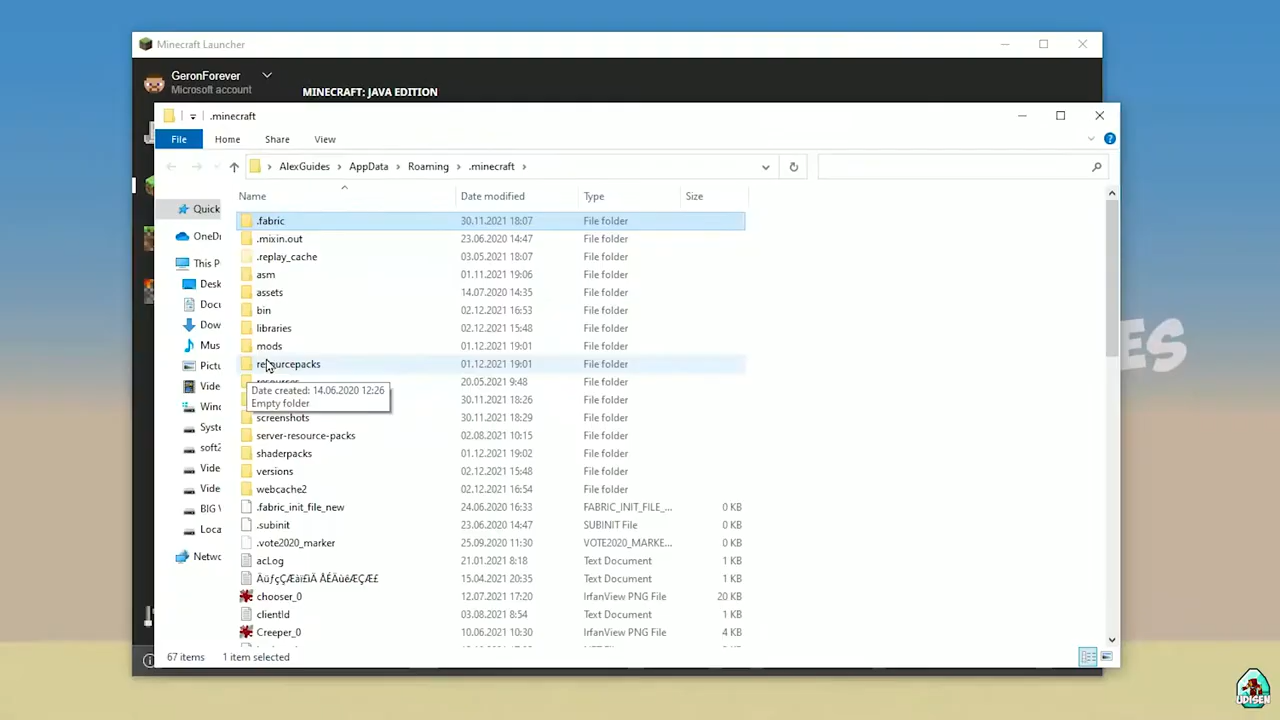 Minecraft Launcher
GeronForever
Microsoft account
MINECRAFT: JAVA EDITION
.minecraft
File Home Share View
AlexGuides > AppData > Roaming > .minecraft >
Name Date modified Type Size
Quick
OneDr
This P
Desk
Docu
Dow
Mus
Pictu
Vide
Wind
Syste
soft2
Vide
Vide
BIG V
Loca
Netwo
.fabric 30.11.2021 18:07 File folder
.mixin.out 23.06.2020 14:47 File folder
.replay_cache 03.05.2021 18:07 File folder
asm 01.11.2021 19:06 File folder
assets 14.07.2020 14:35 File folder
bin 02.12.2021 16:53 File folder
libraries 02.12.2021 15:48 File folder
mods 01.12.2021 19:01 File folder
resourcepacks 01.12.2021 19:01 File folder
resources 20.05.2021 9:48 File folder
Date created: 14.06.2020 12:26
Empty folder
30.11.2021 18:26 File folder
screenshots 30.11.2021 18:29 File folder
server-resource-packs 02.08.2021 10:15 File folder
shaderpacks 01.12.2021 19:02 File folder
versions 02.12.2021 15:48 File folder
webcache2 02.12.2021 16:54 File folder
.fabric_init_file_new 24.06.2020 16:33 FABRIC_INIT_FILE_... 0 KB
.subinit 23.06.2020 14:47 SUBINIT File 0 KB
.vote2020_marker 25.09.2020 11:30 VOTE2020_MARKE... 0 KB
acLog 21.01.2021 8:18 Text Document 1 KB
15.04.2021 20:35 Text Document 1 KB
chooser_0 12.07.2021 17:20 IrfanView PNG File 20 KB
clientId 03.08.2021 8:54 Text Document 1 KB
Creeper_0 10.06.2021 10:30 IrfanView PNG File 4 KB
67 items 1 item selected
ES
UDISEN